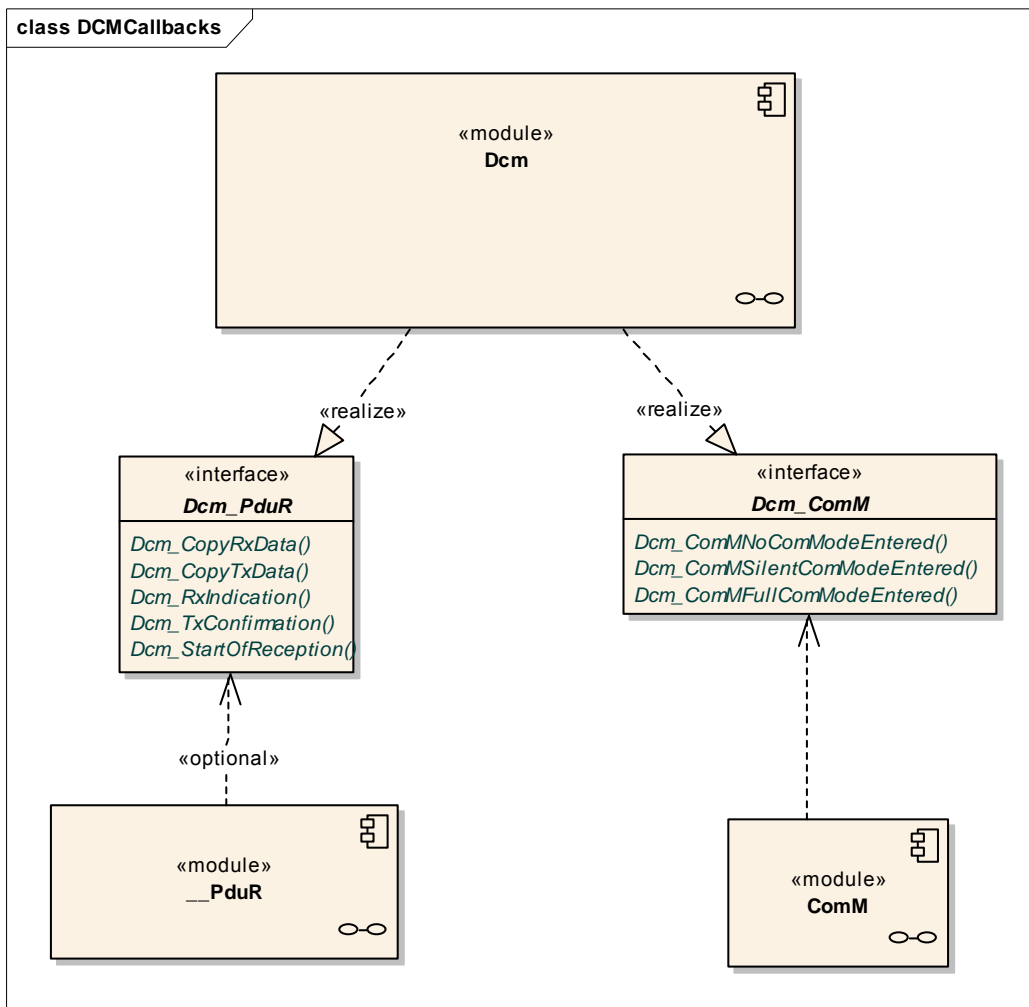 class DCMCallbacks
«module»
Dcm
«realize»
«realize»
«interface»
Dcm_PduR
Dcm_CopyRxData()
Dcm_CopyTxData()
Dcm_RxIndication()
Dcm_TxConfirmation()
Dcm_StartOfReception()
«interface»
Dcm_ComM
Dcm_ComMNoComModeEntered()
Dcm_ComMSilentComModeEntered()
Dcm_ComMFullComModeEntered()
«optional»
«module»
__PduR
«module»
ComM